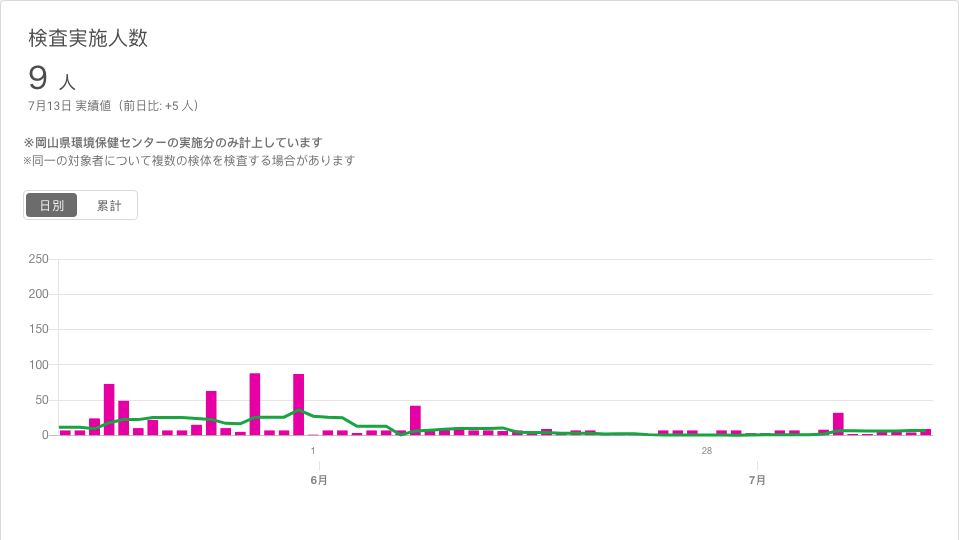 検査実施人数
9 人
7月13日 実績値（前日比: +5 人）
※岡山県環境保健センターの実施分のみ計上しています
※同一の対象者について複数の検体を検査する場合があります
日別 累計
250
200
150
100
50
0
1 28
6月 7月